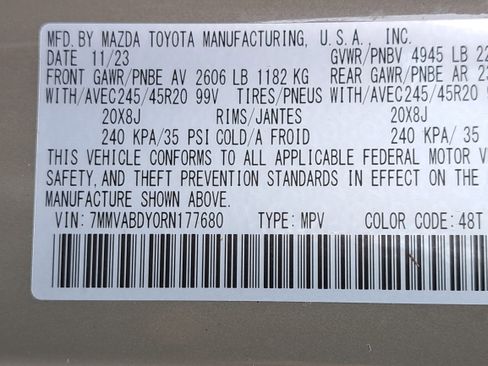 MFD. BY MAZDA TOYOTA MANUFACTURING, U.S.A. INC.
DATE 11/23 GVWR/PNBV 4945 LB 22
FRONT GAWR/PNBE AV 2606 LB 1182 KG REAR GAWR/PNBE AR 23
WITH/AVEC245/45R20 99V TIRES/PNEUS WITH/AVEC245/45R20 99
20X8J RIMS/JANTES 20X8J
240 KPA/35 PSI COLD/A FROID 240 KPA/ 35
THIS VEHICLE CONFORMS TO ALL APPLICABLE FEDERAL MOTOR V
SAFETY, AND THEFT PREVENTION STANDARDS IN EFFECT ON THE
MANUFACTURE SHOWN ABOVE.
VIN: 7MMVABDY0RN177680 TYPE: MPV COLOR CODE: 48T